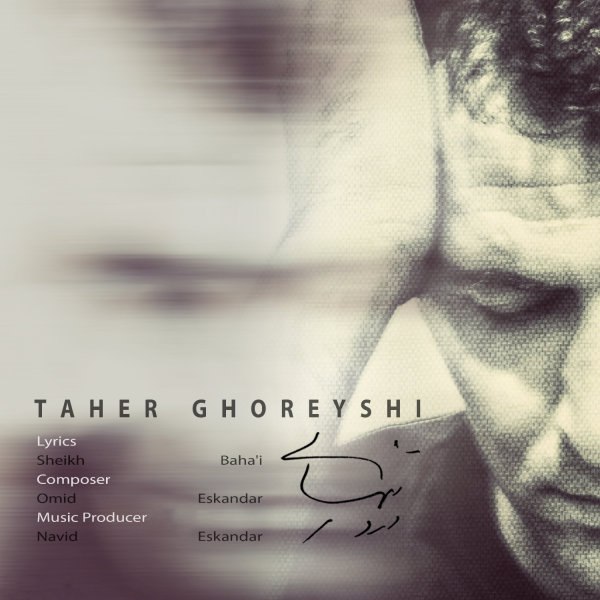 TAHER GHOREYSHI
Lyrics
Sheikh Baha'i
Composer
Omid Eskandar
Music Producer
Navid Eskandar